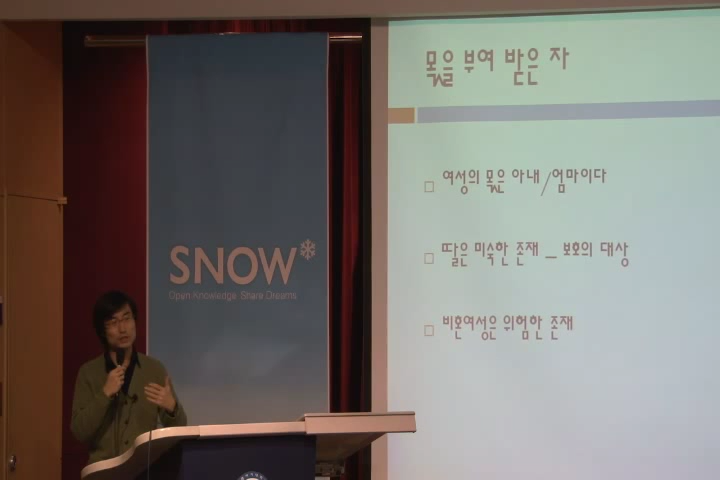 몫을 부여 받은 자
여성의 몫은 아내/엄마이다
딸은 미숙한 존재 – 보호의 대상
비혼여성은 위험한 존재
SNOW*
Open Knowledge Share Dreams